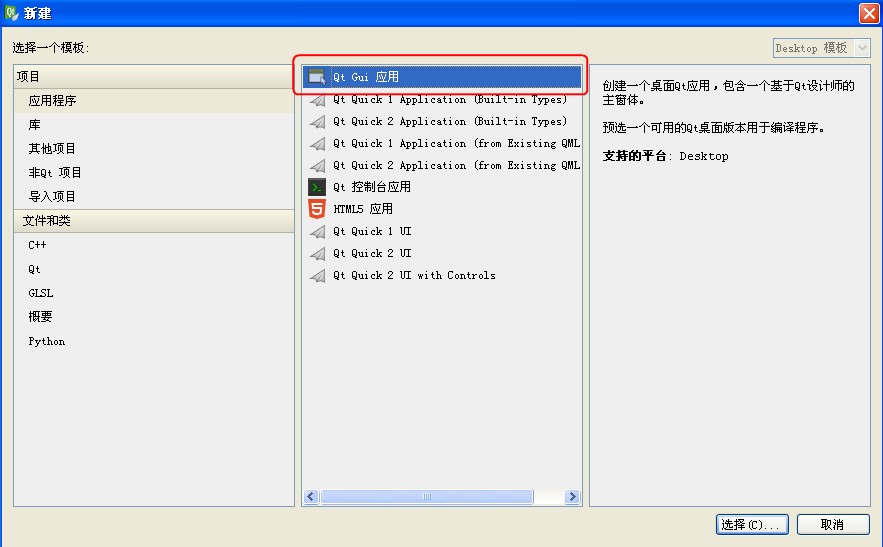 新建
选择一个模板:
Desktop 模板
项目
应用程序
库
其他项目
非Qt 项目
导入项目
文件和类
C++
Qt
GLSL
概要
Python
Qt Gui 应用
Qt Quick 1 Application (Built-in Types)
Qt Quick 2 Application (Built-in Types)
Qt Quick 1 Application (from Existing QML
Qt Quick 2 Application (from Existing QML
Qt 控制台应用
HTML5 应用
Qt Quick 1 UI
Qt Quick 2 UI
Qt Quick 2 UI with Controls
创建一个桌面Qt应用，包含一个基于Qt设计师的
主窗体。
预选一个可用的Qt桌面版本用于编译程序。
支持的平台: Desktop
选择(C)...
取消